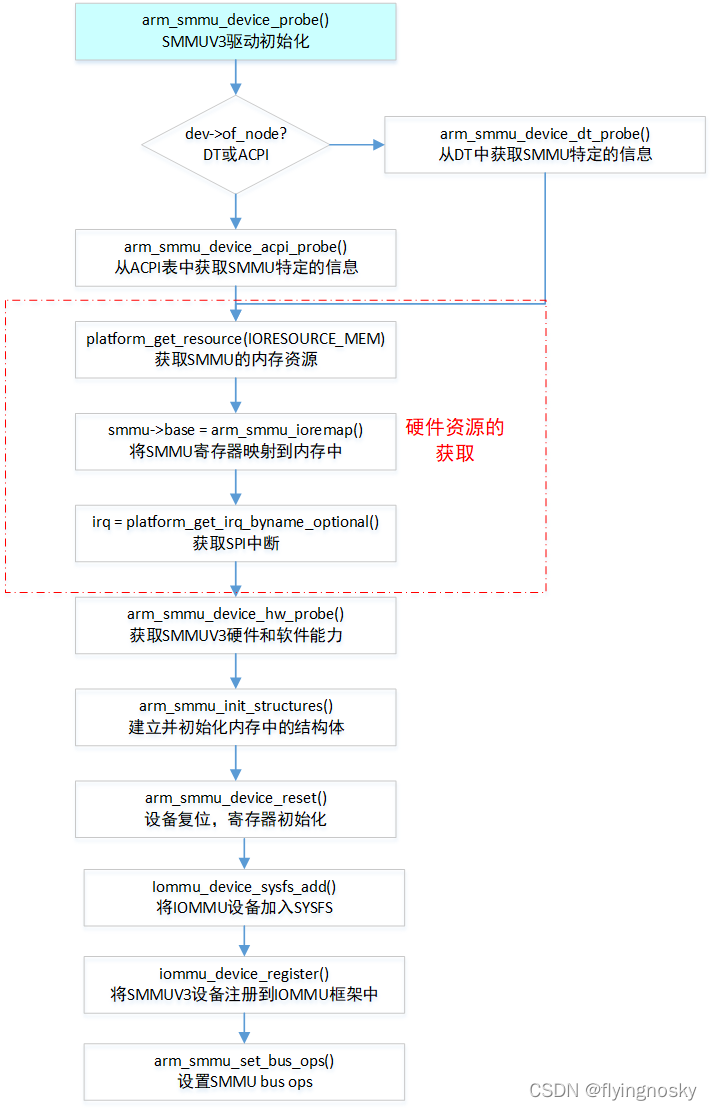 arm_smmu_device_probe()
SMMUV3驱动初始化
dev->of_node?
DT或ACPI
arm_smmu_device_dt_probe()
从DT中获取SMMU特定的信息
arm_smmu_device_acpi_probe()
从ACPI表中获取SMMU特定的信息
platform_get_resource(IORESOURCE_MEM)
获取SMMU的内存资源
smmu->base = arm_smmu_ioremap()
将SMMU寄存器映射到内存中
硬件资源的
获取
irq = platform_get_irq_byname_optional()
获取SPI中断
arm_smmu_device_hw_probe()
获取SMMUV3硬件和软件能力
arm_smmu_init_structures()
建立并初始化内存中的结构体
arm_smmu_device_reset()
设备复位，寄存器初始化
Iommu_device_sysfs_add()
将IOMMU设备加入SYSFS
iommu_device_register()
将SMMUV3设备注册到IOMMU框架中
arm_smmu_set_bus_ops()
设置SMMU bus ops
CSDN @flyingnosky